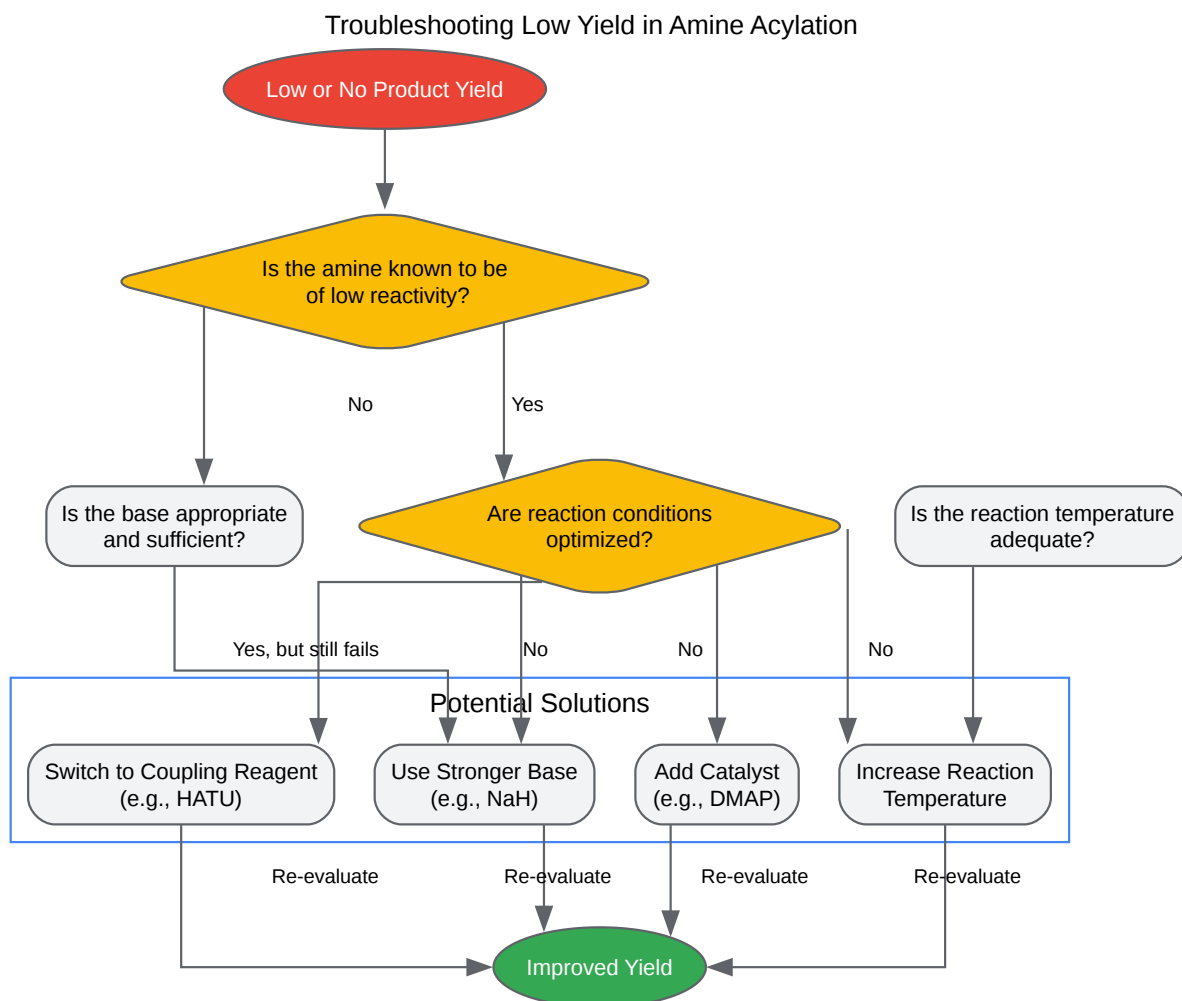 Troubleshooting Low Yield in Amine Acylation
Low or No Product Yield
Is the amine known to be
of low reactivity?
No
Yes
Is the base appropriate
and sufficient?
Are reaction conditions
optimized?
Is the reaction temperature
adequate?
Yes, but still fails
No
No
No
Potential Solutions
Switch to Coupling Reagent
(e.g., HATU)
Use Stronger Base
(e.g., NaH)
Add Catalyst
(e.g., DMAP)
Increase Reaction
Temperature
Re-evaluate
Re-evaluate
Re-evaluate
Re-evaluate
Improved Yield